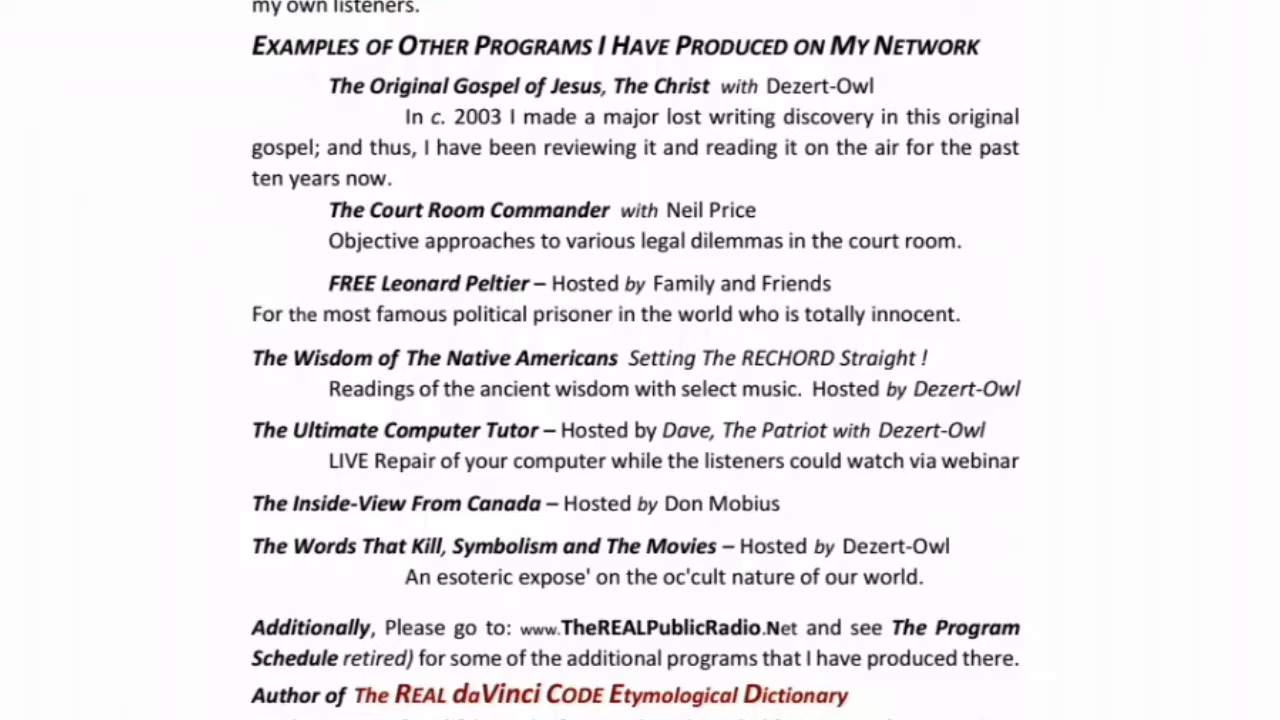 my own listeners.
EXAMPLES OF OTHER PROGRAMS I HAVE PRODUCED ON MY NETWORK
The Original Gospel of Jesus, The Christ with Dezert-Owl
In c. 2003 I made a major lost writing discovery in this original
gospel; and thus, I have been reviewing it and reading it on the air for the past
ten years now.
The Court Room Commander with Neil Price
Objective approaches to various legal dilemmas in the court room.
FREE Leonard Peltier – Hosted by Family and Friends
For the most famous political prisoner in the world who is totally innocent.
The Wisdom of The Native Americans Setting The RECHORD Straight !
Readings of the ancient wisdom with select music. Hosted by Dezert-Owl
The Ultimate Computer Tutor – Hosted by Dave, The Patriot with Dezert-Owl
LIVE Repair of your computer while the listeners could watch via webinar
The Inside-View From Canada – Hosted by Don Mobius
The Words That Kill, Symbolism and The Movies – Hosted by Dezert-Owl
An esoteric expose' on the oc'cult nature of our world.
Additionally, Please go to: www.TheREALPublicRadio.Net and see The Program
Schedule retired) for some of the additional programs that I have produced there.
Author of The REAL daVinci CODE Etymological Dictionary